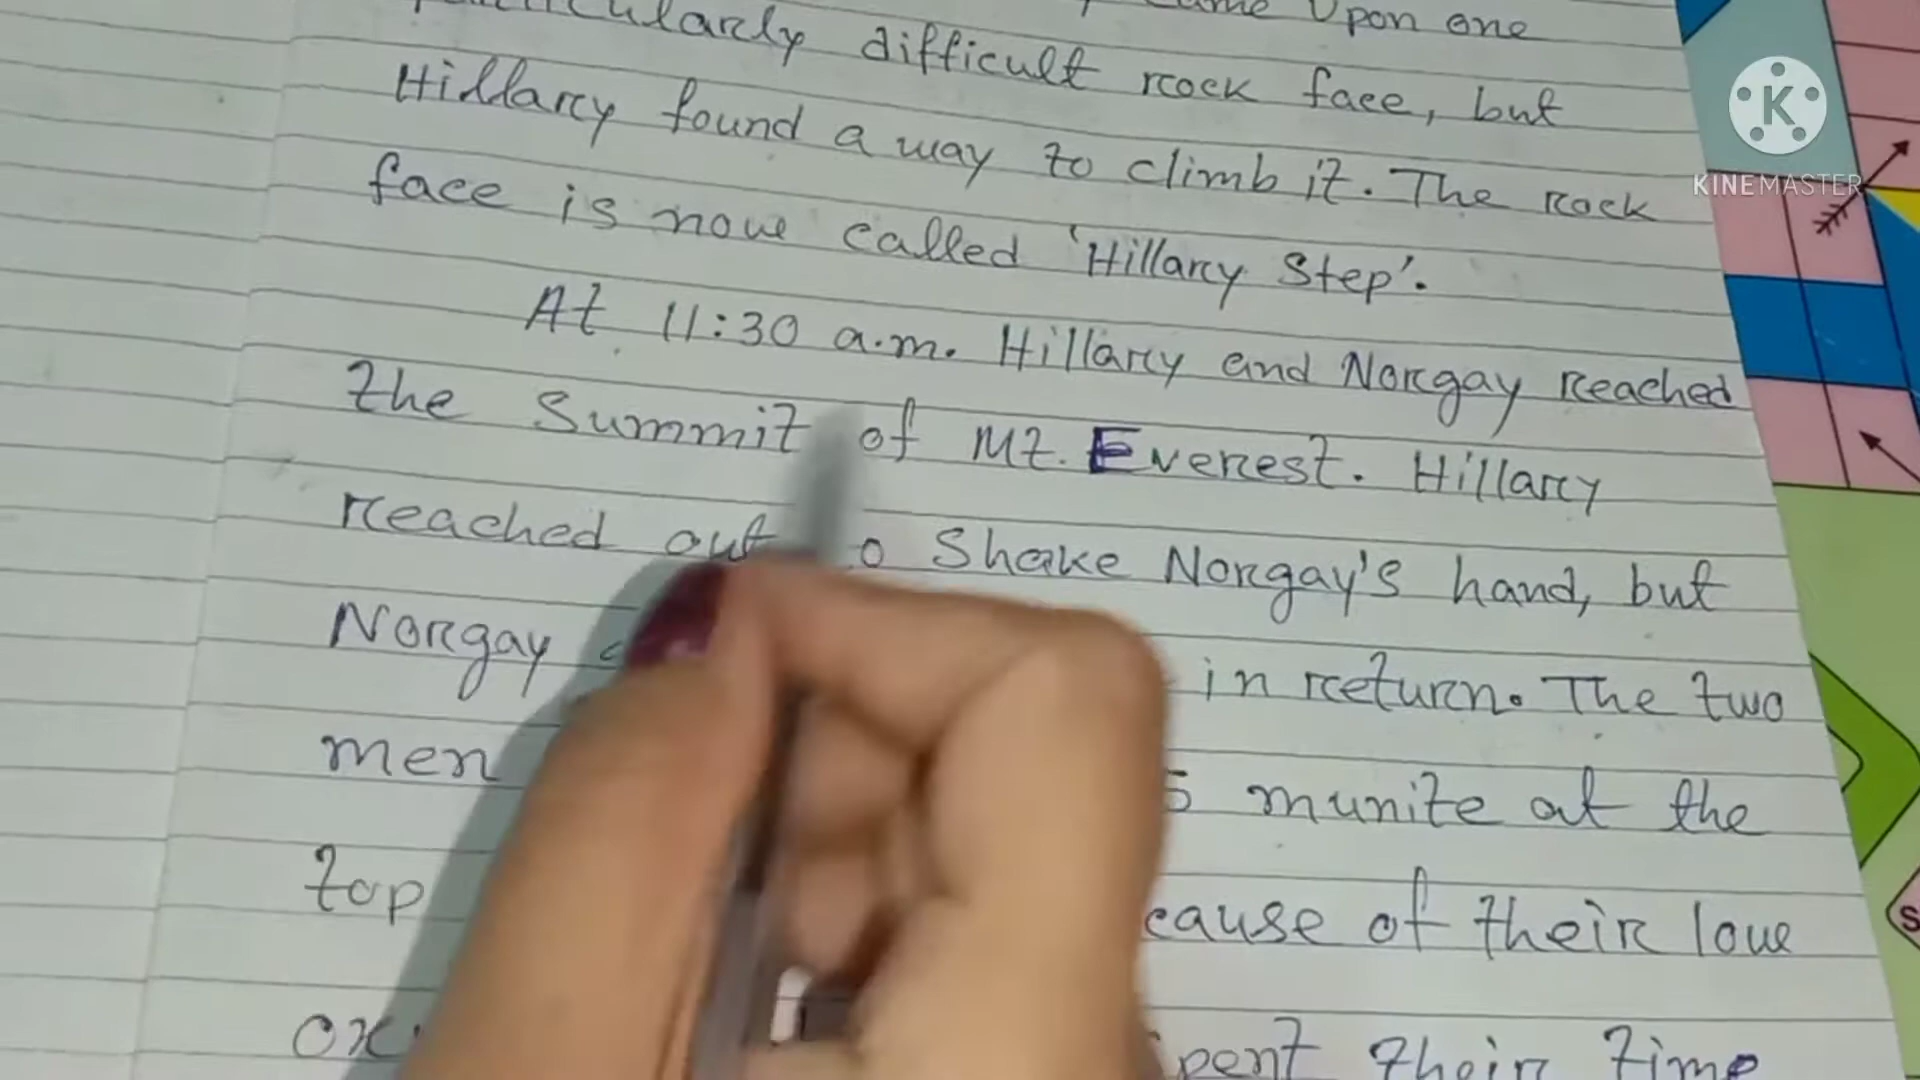 came Upon one
difficult rock face, but
Hillary found a way to climb it. The rock
face is now called 'Hillary Step'.
At 11:30 a.m. Hillary and Norgay reached
the Summit of Mt. Everest. Hillary
reached out to Shake Norgay's hand, but
Norgay in return. The two
men 5 munite at the
top cause of their low
their time
KINEMASTER